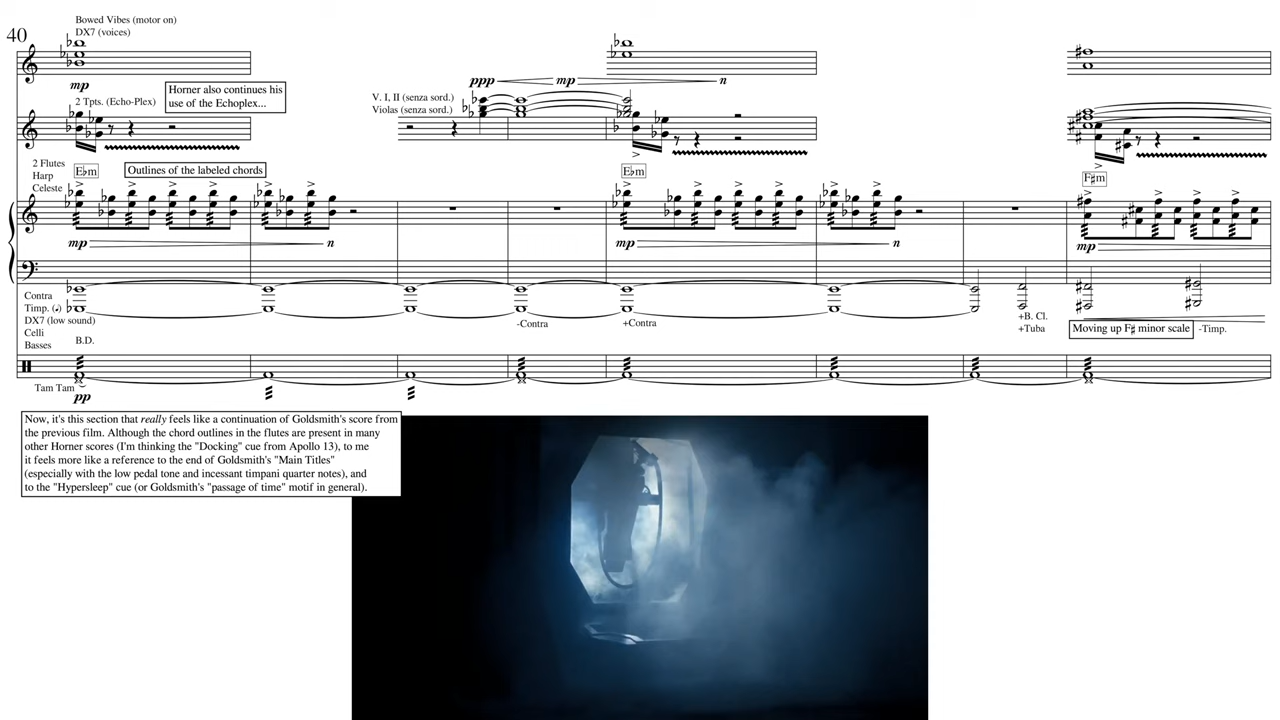 40
Bowed Vibes (motor on)
DX7 (voices)
mp
Horner also continues his
use of the Echoplex...
2 Tpts. (Echo-Plex)
ppp mp n
V. I, II (senza sord.)
Violas (senza sord.)
2 Flutes
Harp
Celeste
E♭m
Outlines of the labeled chords
E♭m
F♯m
mp n mp n mp
Contra
Timp. (♩)
DX7 (low sound)
Celli
Basses
-Contra
+Contra
+B. Cl.
+Tuba
Moving up F♯ minor scale
-Timp.
B.D.
Tam Tam
pp
Now, it's this section that really feels like a continuation of Goldsmith's score from
the previous film. Although the chord outlines in the flutes are present in many
other Horner scores (I'm thinking the "Docking" cue from Apollo 13), to me
it feels more like a reference to the end of Goldsmith's "Main Titles"
(especially with the low pedal tone and incessant timpani quarter notes), and
to the "Hypersleep" cue (or Goldsmith's "passage of time" motif in general).